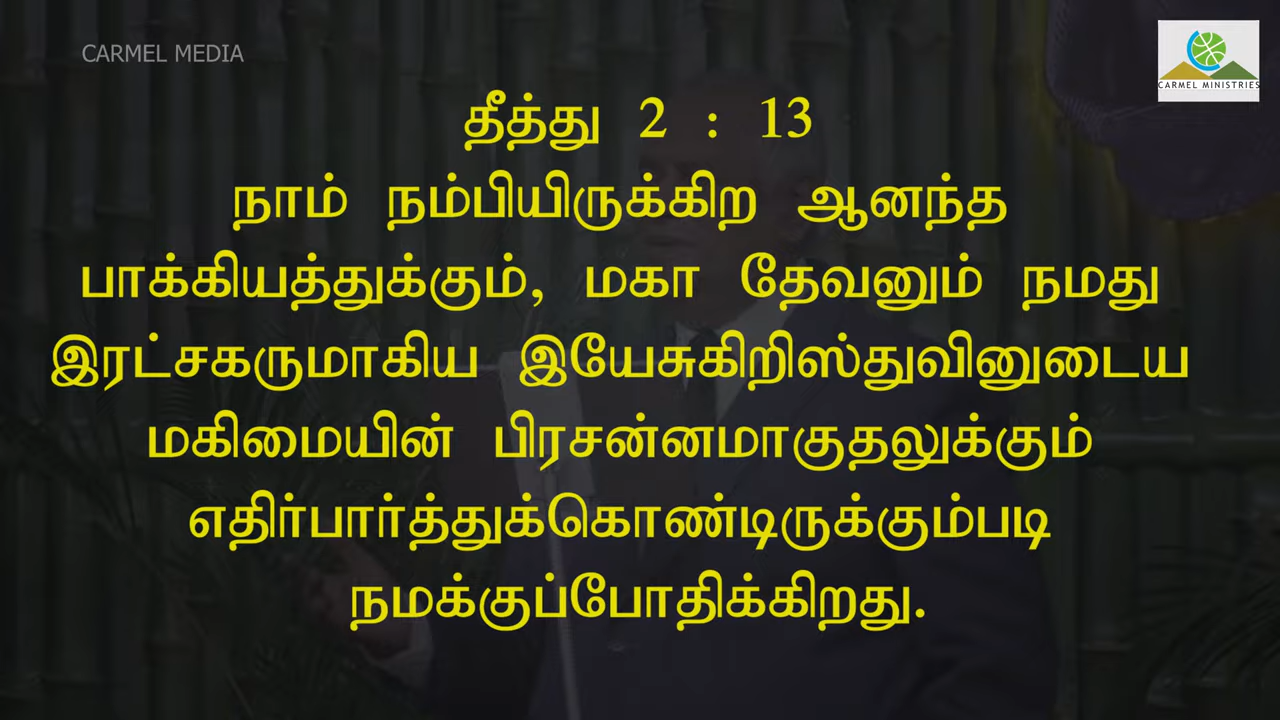 CARMEL MEDIA
CARMEL MINISTRIES
தீத்து 2 : 13
நாம் நம்பியிருக்கிற ஆனந்த
பாக்கியத்துக்கும், மகா தேவனும் நமது
இரட்சகருமாகிய இயேசுகிறிஸ்துவினுடைய
மகிமையின் பிரசன்னமாகுதலுக்கும்
எதிர்பார்த்துக்கொண்டிருக்கும்படி
நமக்குப்போதிக்கிறது.